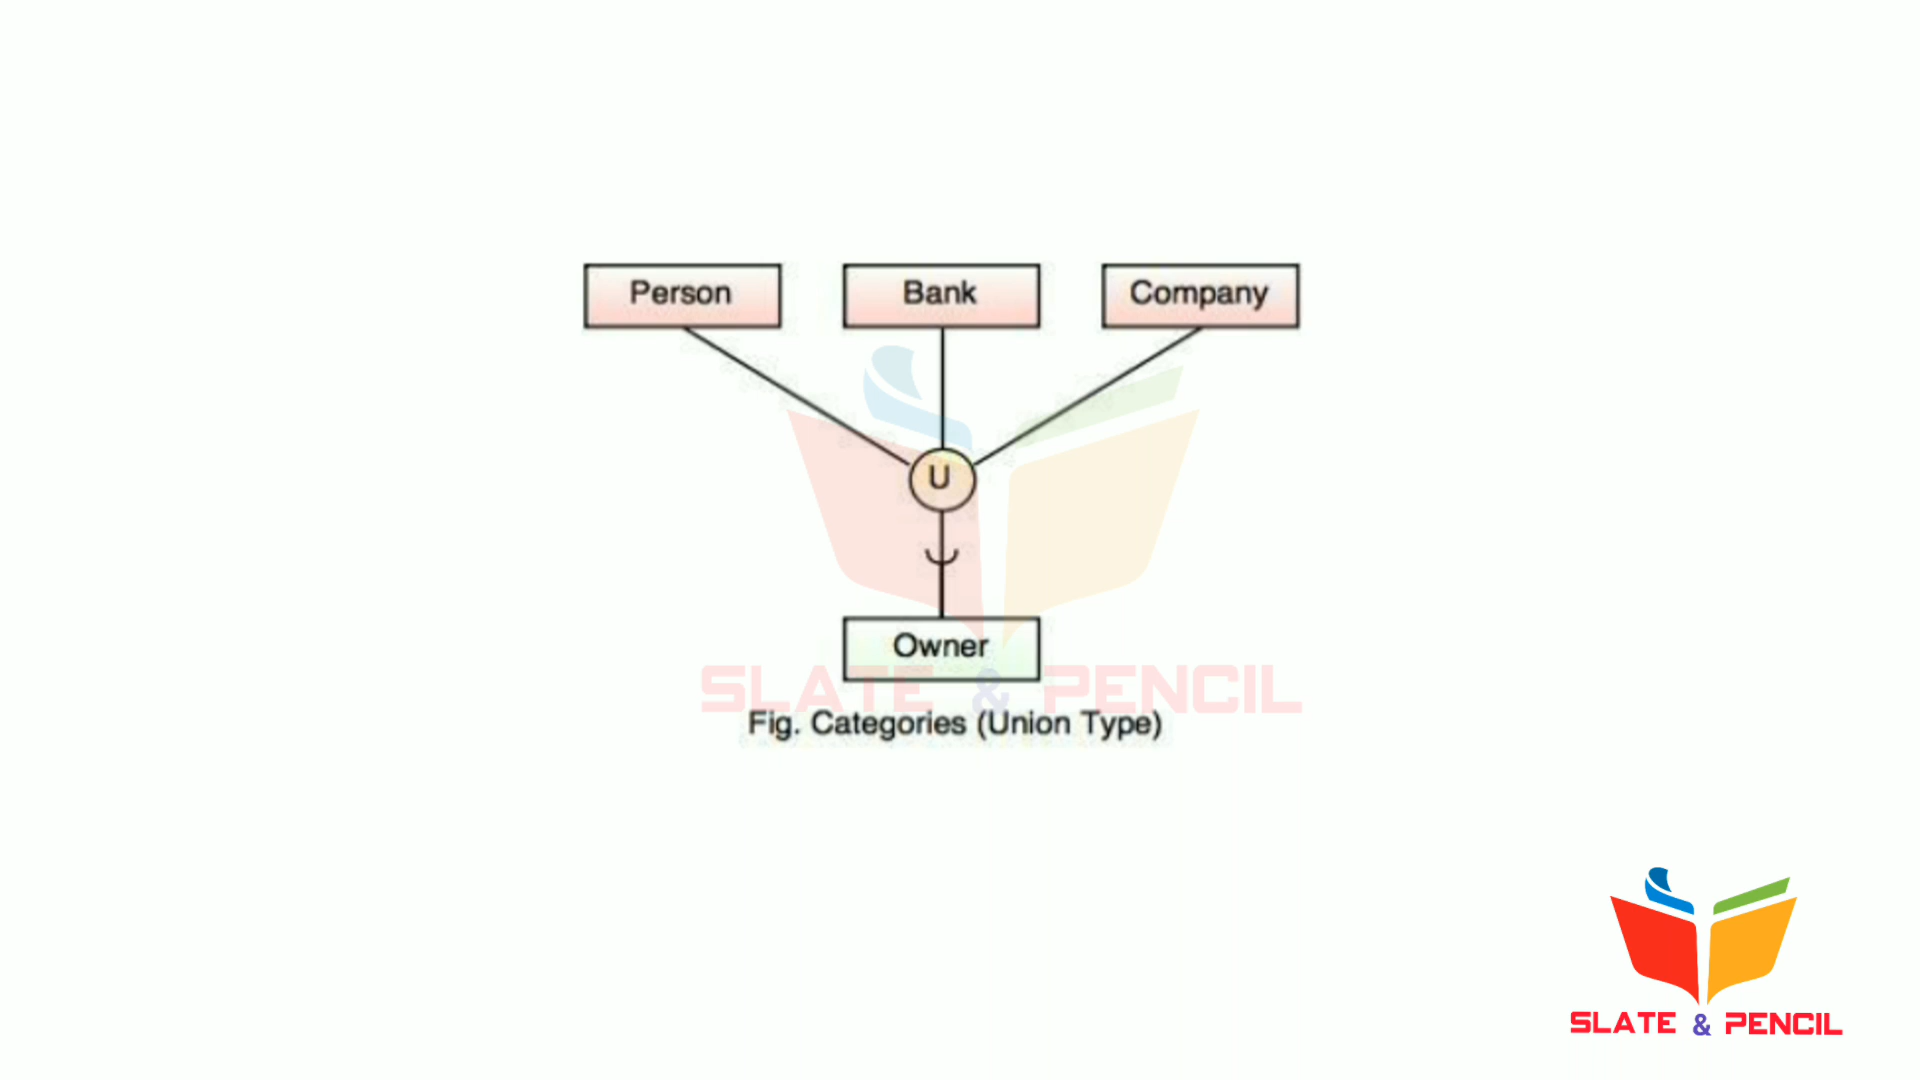 Person
Bank
Company
U
Owner
SLATE & PENCIL
Fig. Categories (Union Type)
SLATE & PENCIL